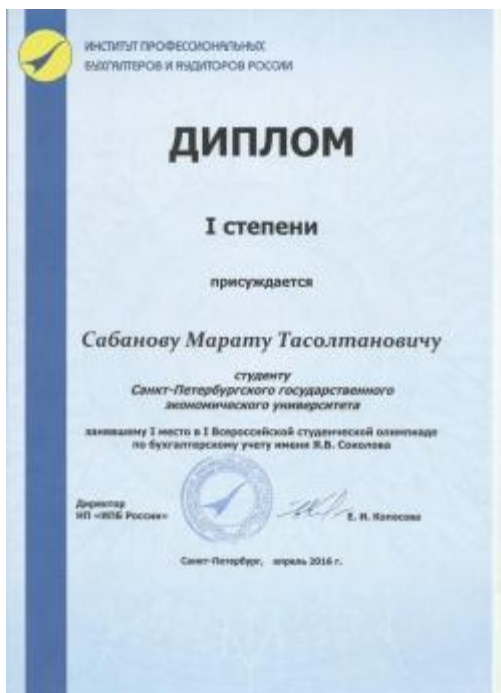 ИНСТИТУТ ПРОФЕССИОНАЛЬНЫХ
БУХГАЛТЕРОВ И АУДИТОРОВ РОССИИ
ДИПЛОМ
I степени
присуждается
Сабанову Марату Тасолтановичу
студенту
Санкт-Петербургского государственного
экономического университета
занявшему I место в I Всероссийской студенческой олимпиаде
по бухгалтерскому учету имени Я.В. Соколова
Директор
НП «ИПБ России»
Е. И. Копосова
Санкт-Петербург, апрель 2016 г.